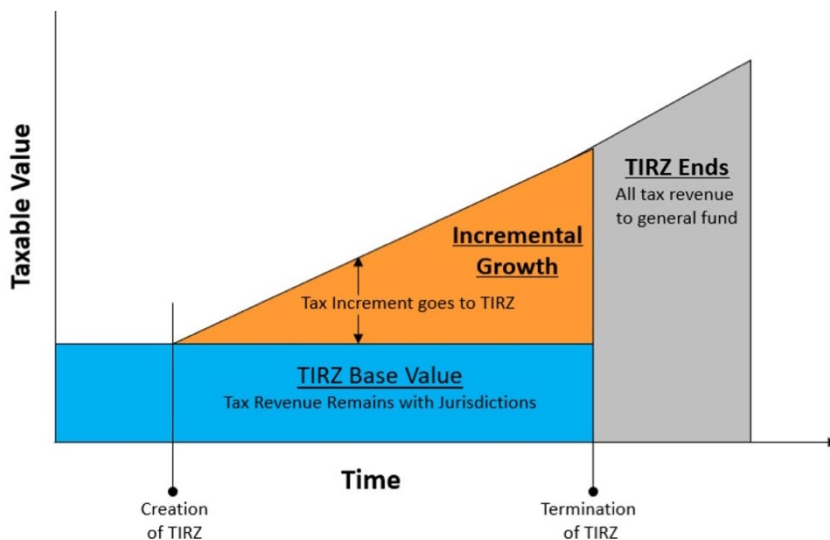 Taxable Value
TIRZ Ends
All tax revenue
to general fund
Incremental
Growth
Tax Increment goes to TIRZ
TIRZ Base Value
Tax Revenue Remains with Jurisdictions
Time
Creation
of TIRZ
Termination
of TIRZ